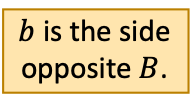 b is the side
opposite B.